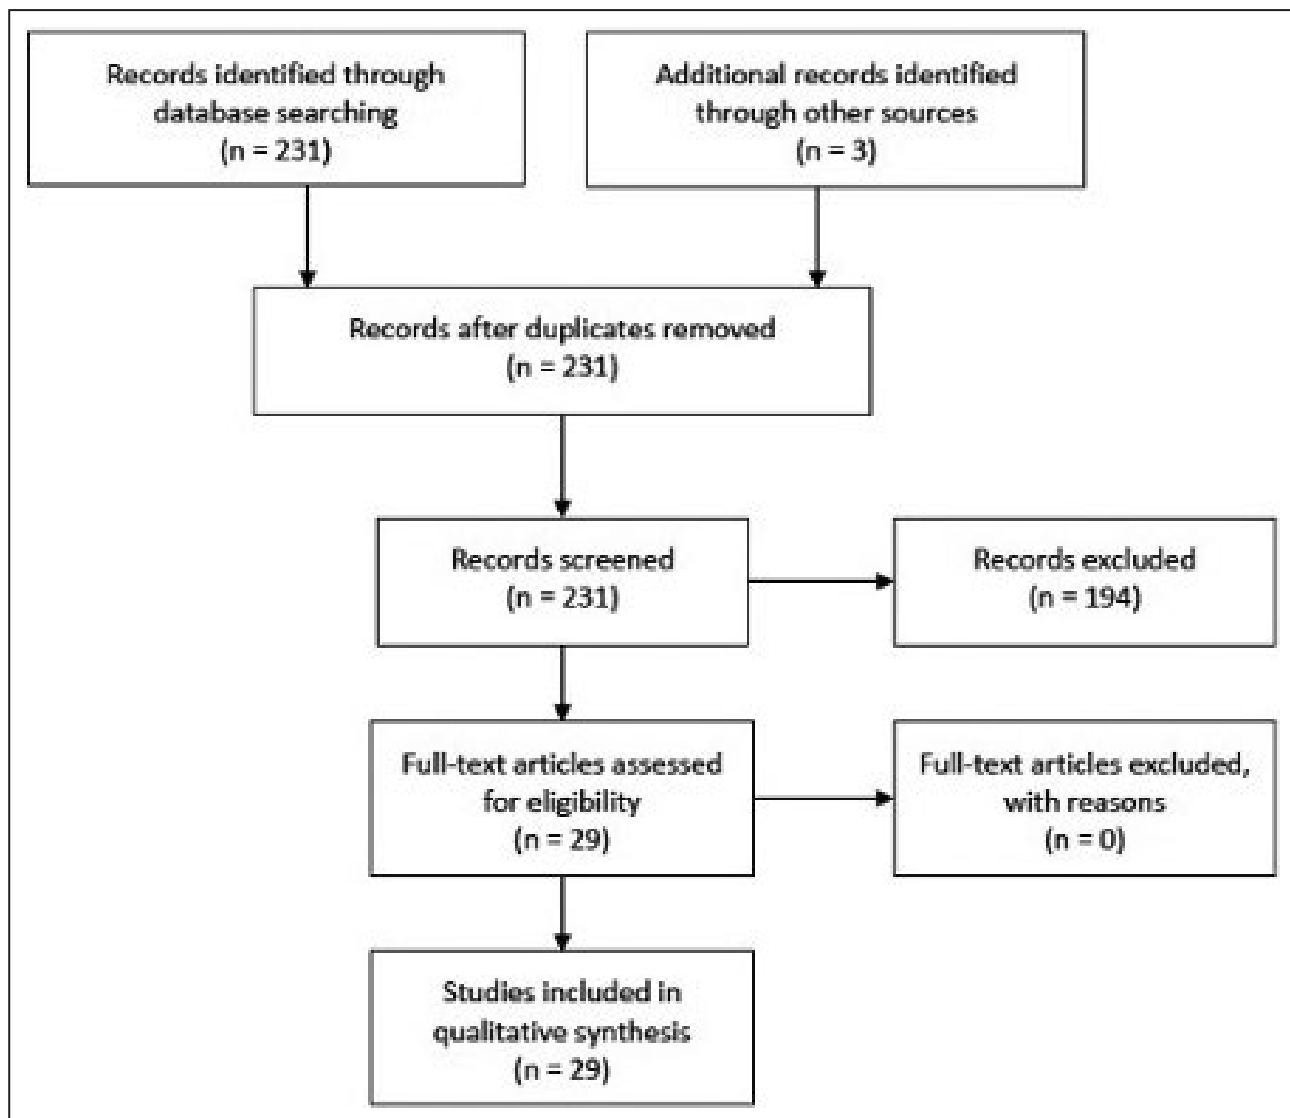 Records identified through
database searching
(n = 231)
Additional records identified
through other sources
(n = 3)
Records after duplicates removed
(n = 231)
Records screened
(n = 231)
Records excluded
(n = 194)
Full-text articles assessed
for eligibility
(n = 29)
Full-text articles excluded,
with reasons
(n = 0)
Studies included in
qualitative synthesis
(n = 29)